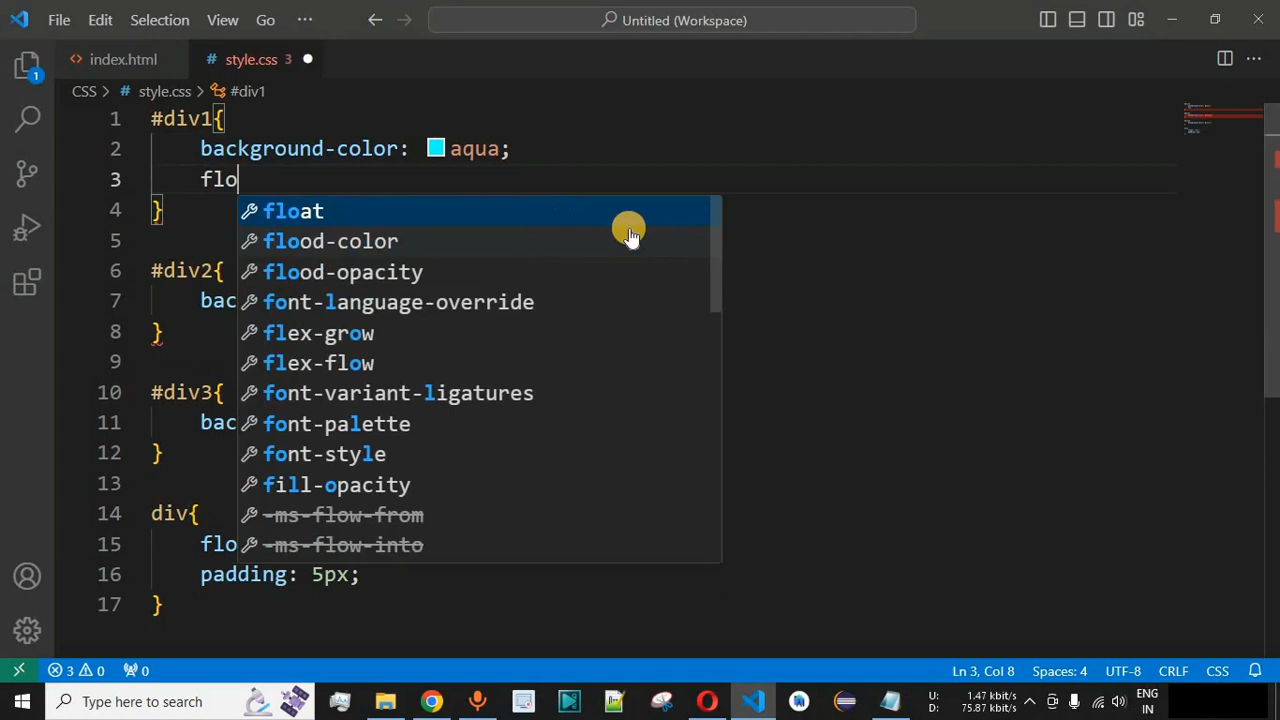 File Edit Selection View Go ··· Untitled (Workspace)
index.html # style.css 3
CSS > # style.css > #div1
1 #div1{
2 background-color: aqua;
3 flo
4 }
5
6 #div2{
7 bac
8 }
9
10 #div3{
11 bac
12 }
13
14 div{
15 flo
16 padding: 5px;
17 }
float
flood-color
flood-opacity
font-language-override
flex-grow
flex-flow
font-variant-ligatures
font-palette
font-style
fill-opacity
-ms-flow-from
-ms-flow-into
1
3 0 0 Ln 3, Col 8 Spaces: 4 UTF-8 CRLF CSS
Type here to search
U: 1.47 kbit/s
D: 75.87 kbit/s
ENG
IN